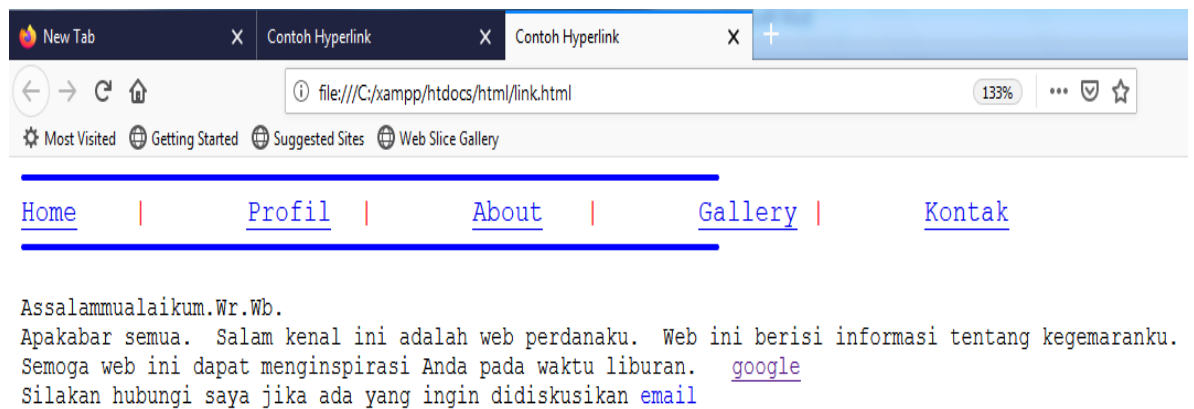 New Tab Contoh Hyperlink Contoh Hyperlink
file:///C:/xampp/htdocs/html/link.html 133%
Most Visited Getting Started Suggested Sites Web Slice Gallery
Home | Profil | About | Gallery | Kontak
Assalammualaikum.Wr.Wb.
Apakabar semua. Salam kenal ini adalah web perdanaku. Web ini berisi informasi tentang kegemaranku.
Semoga web ini dapat menginspirasi Anda pada waktu liburan. google
Silakan hubungi saya jika ada yang ingin didiskusikan email